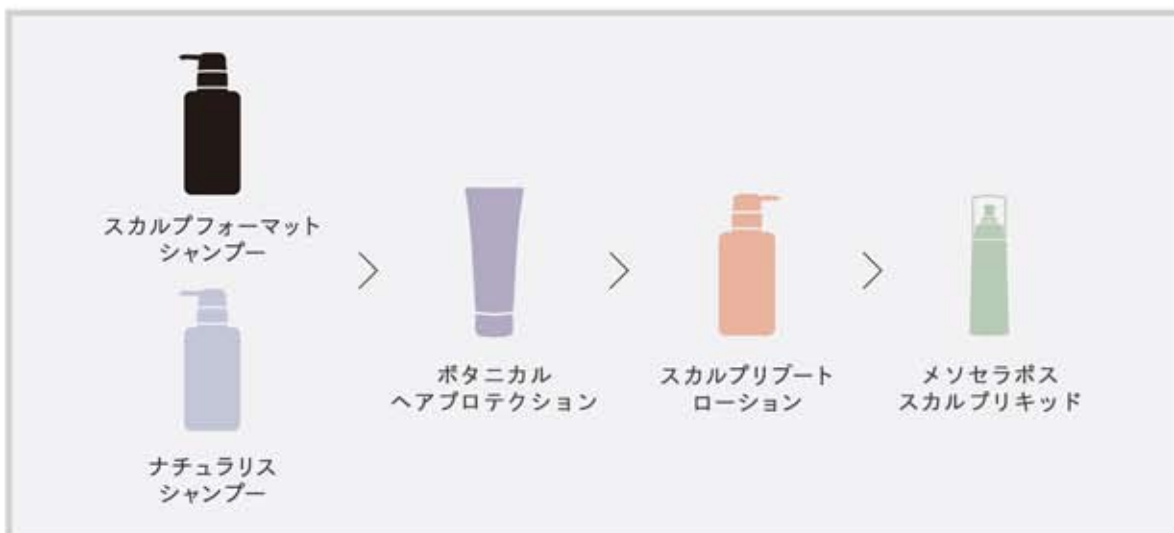 スカルプフォーマット
シャンプー
ナチュラリス
シャンプー
ボタニカル
ヘアプロテクション
スカルプリブート
ローション
メソセラボス
スカルプリキッド